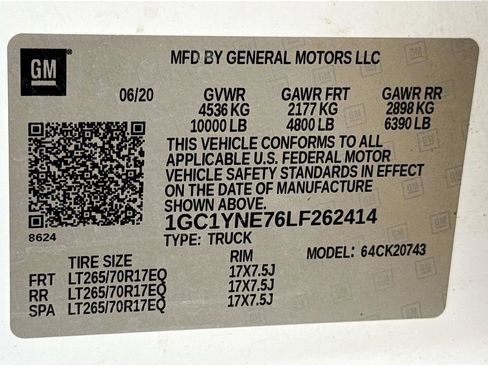 GM
MFD BY GENERAL MOTORS LLC
06/20 GVWR GAWR FRT GAWR RR
4536 KG 2177 KG 2898 KG
10000 LB 4800 LB 6390 LB
THIS VEHICLE CONFORMS TO ALL
APPLICABLE U.S. FEDERAL MOTOR
VEHICLE SAFETY STANDARDS IN EFFECT
ON THE DATE OF MANUFACTURE
SHOWN ABOVE.
1GC1YNE76LF262414
8624
TYPE: TRUCK MODEL: 64CK20743
TIRE SIZE RIM
FRT LT265/70R17EQ 17X7.5J
RR LT265/70R17EQ 17X7.5J
SPA LT265/70R17EQ 17X7.5J